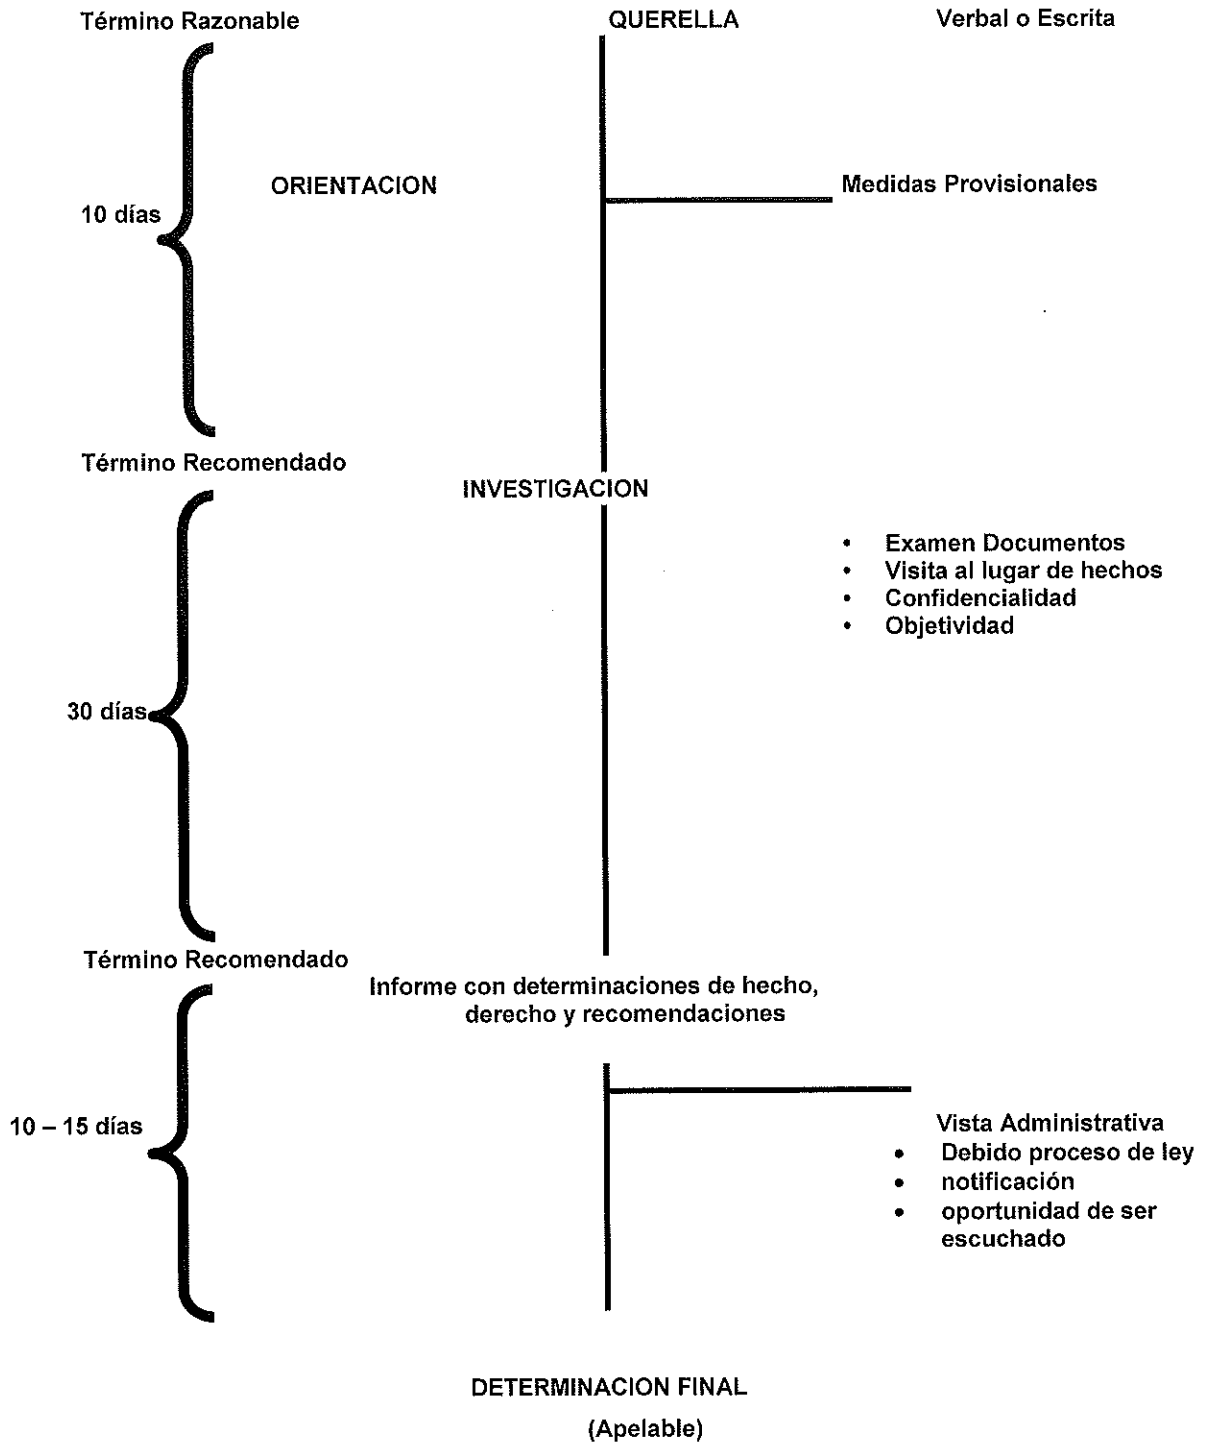 Término Razonable
QUERELLA
Verbal o Escrita
ORIENTACION
Medidas Provisionales
10 días
Término Recomendado
INVESTIGACION
• Examen Documentos
• Visita al lugar de hechos
• Confidencialidad
• Objetividad
30 días
Término Recomendado
Informe con determinaciones de hecho,
derecho y recomendaciones
10 – 15 días
Vista Administrativa
• Debido proceso de ley
• notificación
• oportunidad de ser
escuchado
DETERMINACION FINAL
(Apelable)